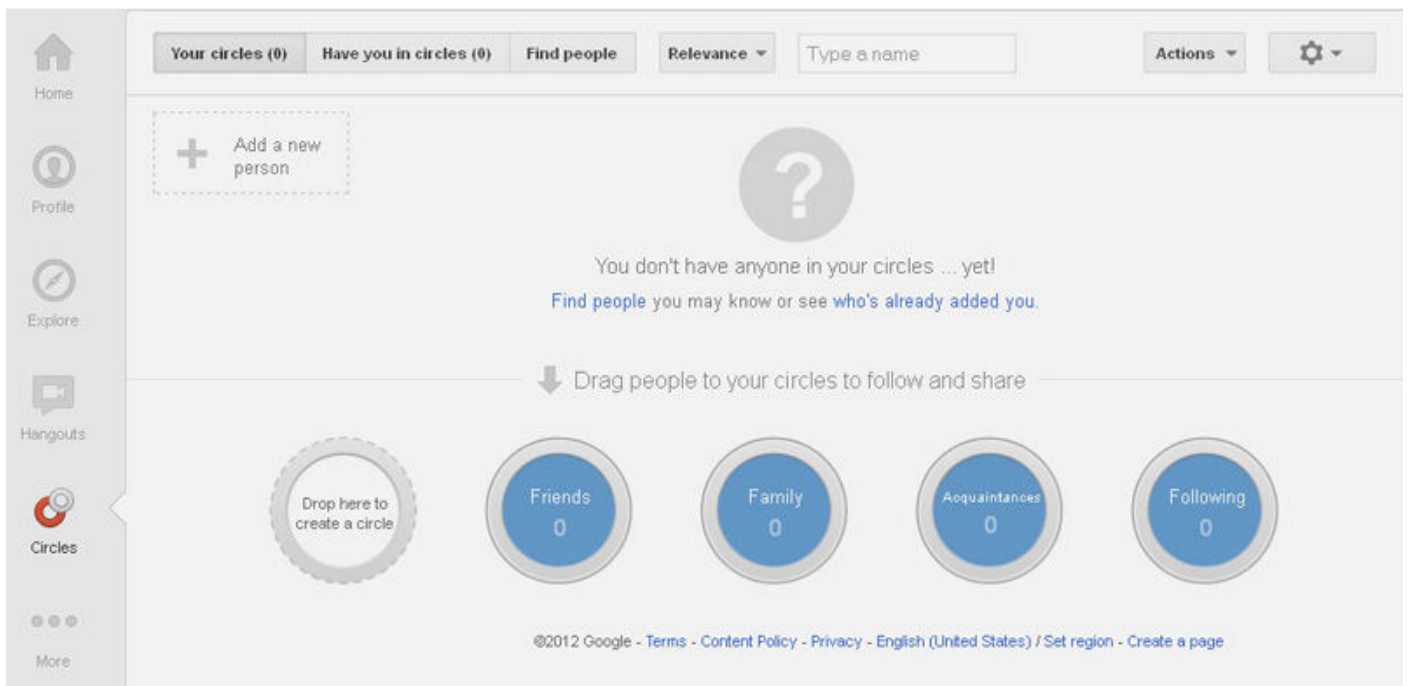 Home
Profile
Explore
Hangouts
Circles
More
Your circles (0) Have you in circles (0) Find people Relevance Type a name Actions
Add a new
person
?
You don't have anyone in your circles ... yet!
Find people you may know or see who's already added you.
Drag people to your circles to follow and share
Drop here to
create a circle
Friends
0
Family
0
Acquaintances
0
Following
0
©2012 Google - Terms - Content Policy - Privacy - English (United States) / Set region - Create a page